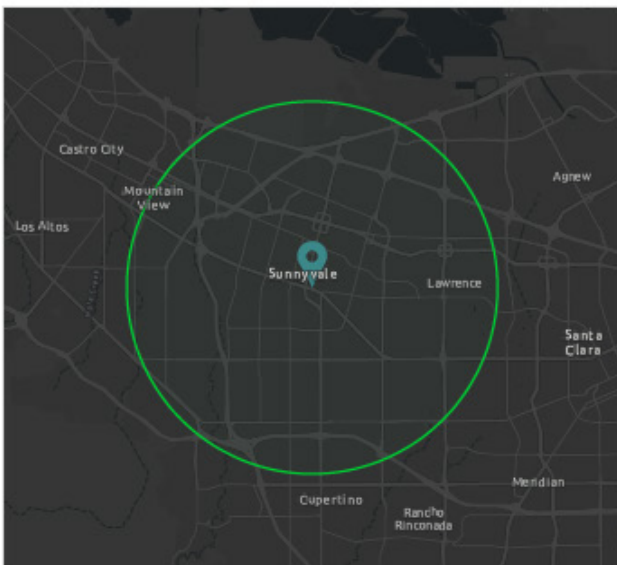 Castro City
Mountain
View
Agnew
Los Altos
Sunnyvale
Lawrence
Santa
Clara
Meridian
Cupertino
Rancho
Rinconada